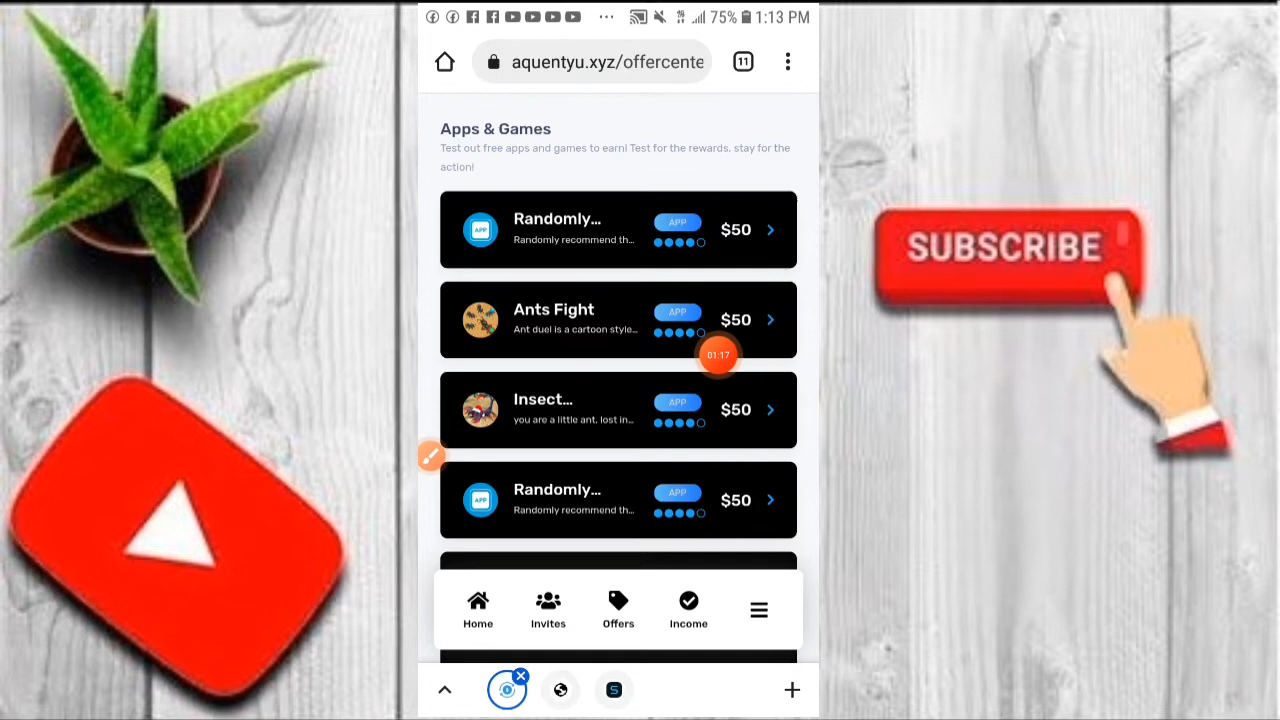 75% 1:13 PM
aquentyu.xyz/offercente
11
Apps & Games
Test out free apps and games to earn! Test for the rewards, stay for the
action!
Randomly...
APP
$50
APP
Randomly recommend th...
Ants Fight
APP
$50
Ant duel is a cartoon style...
01:17
Insect...
APP
$50
you are a little ant, lost in...
Randomly...
APP
$50
APP
Randomly recommend th...
Home
Invites
Offers
Income
SUBSCRIBE